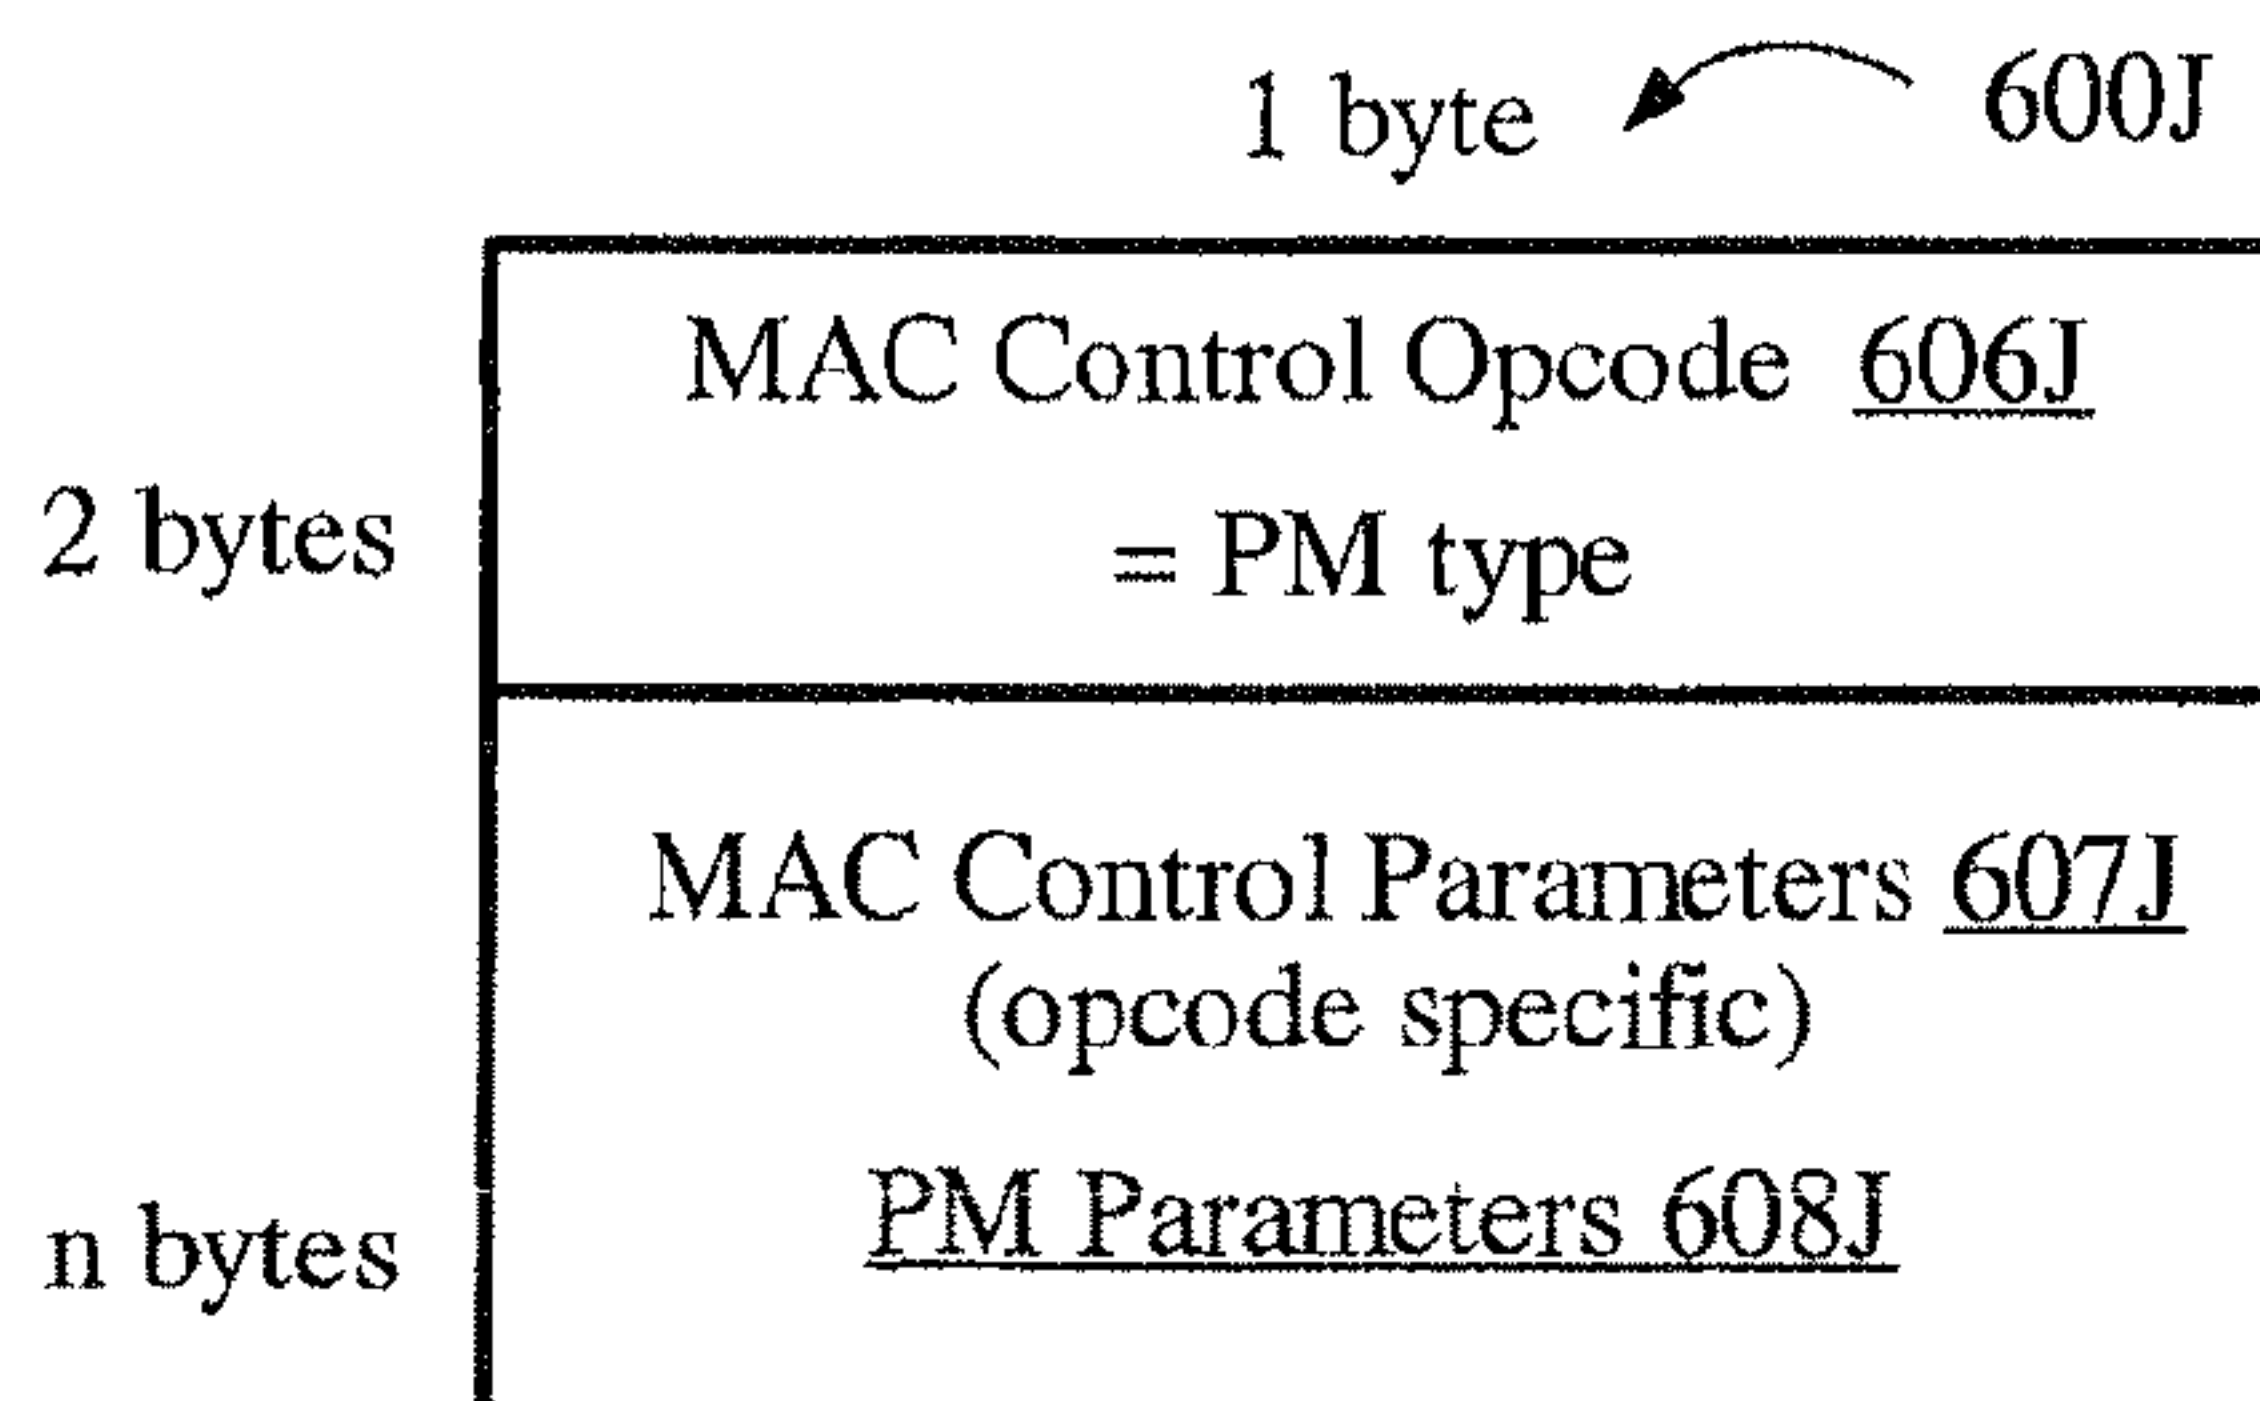 1 byte 600J
MAC Control Opcode 606J
2 bytes
= PM type
MAC Control Parameters 607J
(opcode specific)
PM Parameters 608J
n bytes